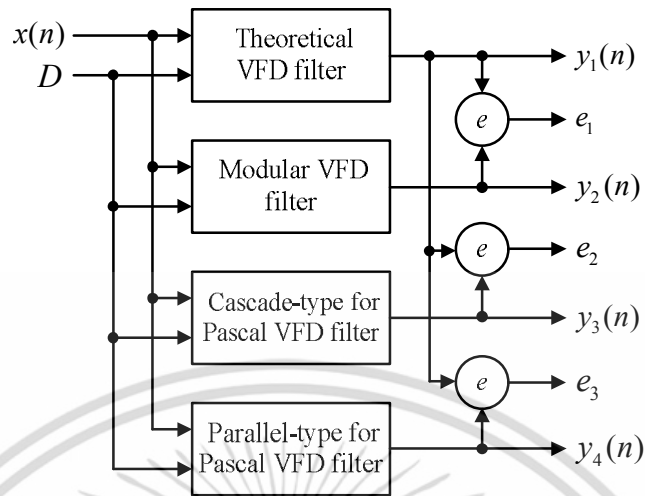 x(n)
D
Theoretical
VFD filter
y₁(n)
e
e₁
Modular VFD
filter
y₂(n)
e
e₂
Cascade-type for
Pascal VFD filter
y₃(n)
e
e₃
Parallel-type for
Pascal VFD filter
y₄(n)